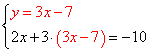 y = 3x − 7
2x + 3 · (3x − 7) = −10